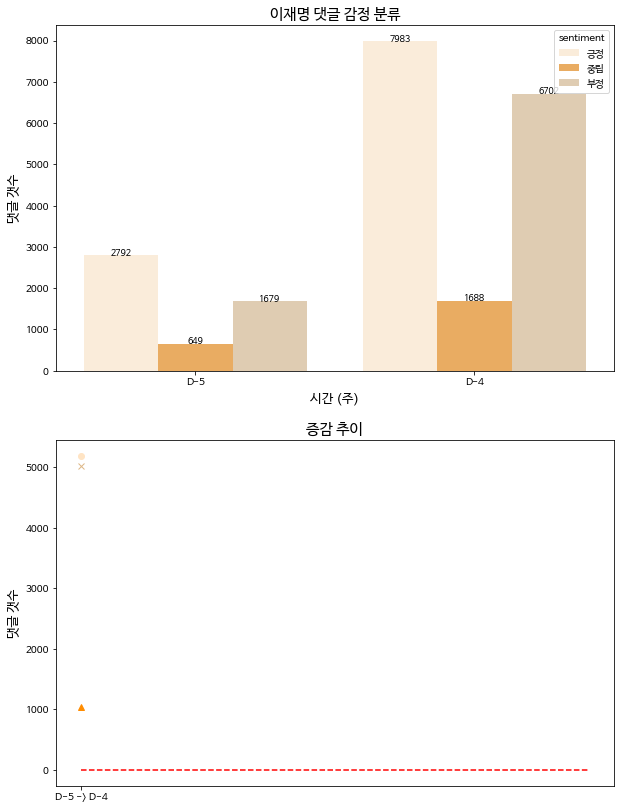 이재명 댓글 감정 분류
댓글 갯수
8000
7000
6000
5000
4000
3000
2000
1000
0
2792
649
1679
7983
1688
sentiment
긍정
중립
부정
D-5
D-4
시간 (주)
증감 추이
댓글 갯수
5000
4000
3000
2000
1000
0
D-5 -> D-4